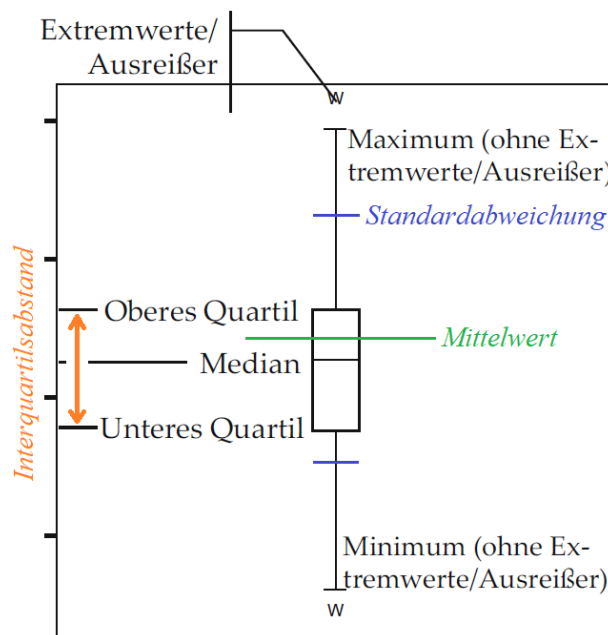 Extremwerte/
Ausreißer
w
Maximum (ohne Ex-
tremwerte/Ausreißer)
Standardabweichung
Interquartilsabstand
Oberes Quartil
Mittelwert
Median
Unteres Quartil
Minimum (ohne Ex-
tremwerte/Ausreißer)
w